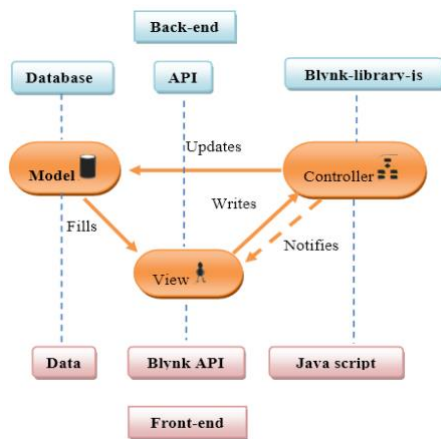 Back-end
Database
API
Blynk-library-js
Updates
Model
Controller
Writes
Fills
Notifies
View
Data
Blynk API
Java script
Front-end